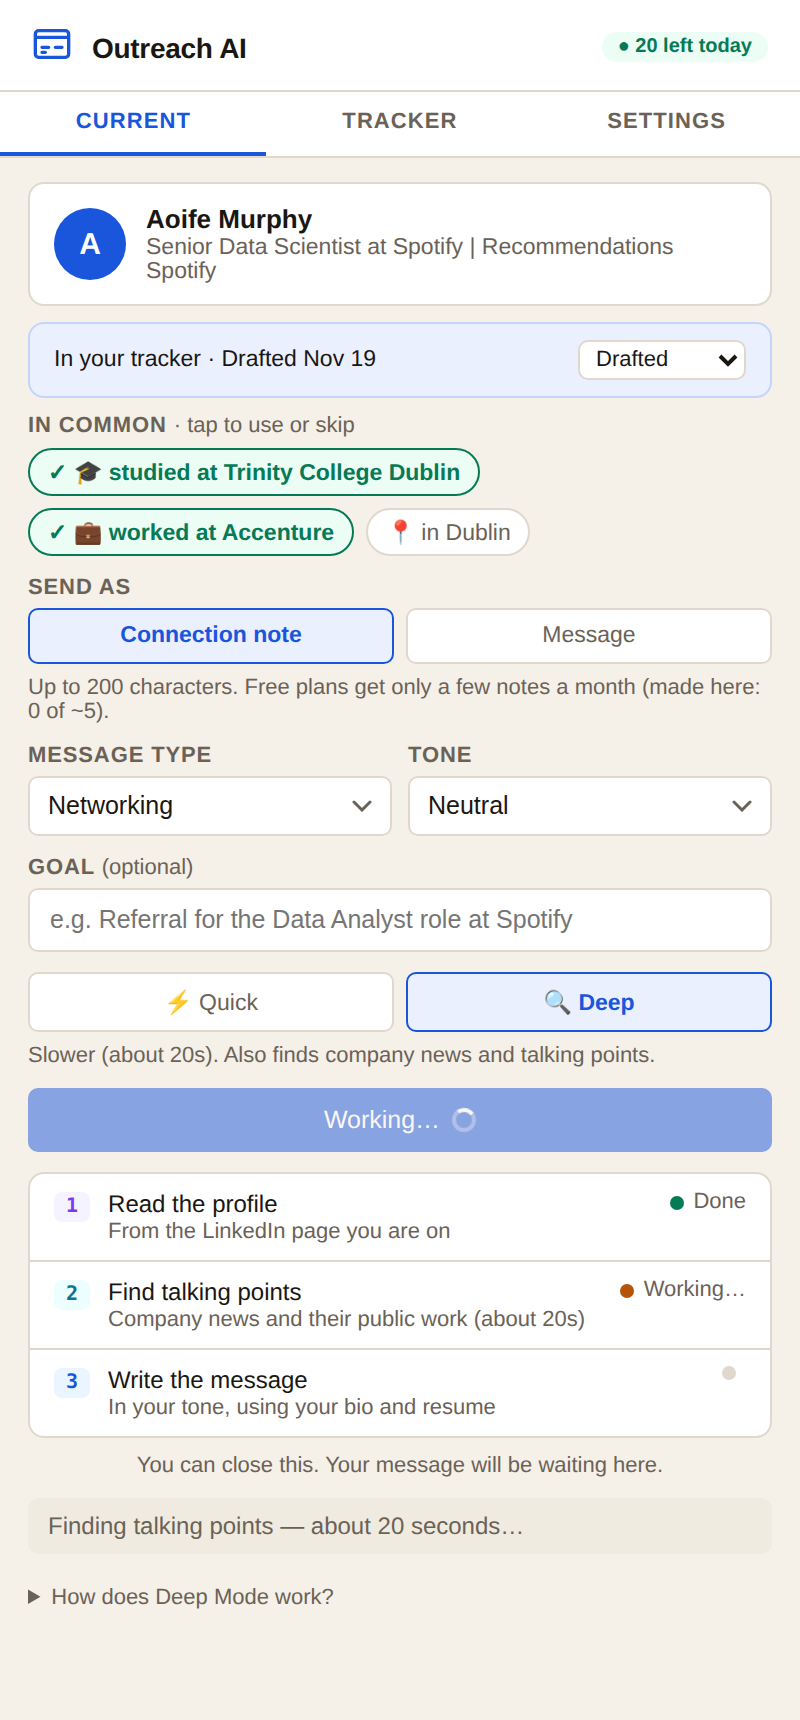 Outreach AI
● 20 left today
CURRENT
TRACKER
SETTINGS
A
Aoife Murphy
Senior Data Scientist at Spotify | Recommendations
Spotify
In your tracker · Drafted Nov 19
Drafted
IN COMMON · tap to use or skip
✓ 🎓 studied at Trinity College Dublin
✓ 💼 worked at Accenture
📍 in Dublin
SEND AS
Connection note
Message
Up to 200 characters. Free plans get only a few notes a month (made here:
0 of ~5).
MESSAGE TYPE
TONE
Networking
Neutral
GOAL (optional)
e.g. Referral for the Data Analyst role at Spotify
⚡ Quick
🔍 Deep
Slower (about 20s). Also finds company news and talking points.
Working…
1
Read the profile
Done
From the LinkedIn page you are on
2
Find talking points
Working…
Company news and their public work (about 20s)
3
Write the message
In your tone, using your bio and resume
You can close this. Your message will be waiting here.
Finding talking points — about 20 seconds…
▶ How does Deep Mode work?